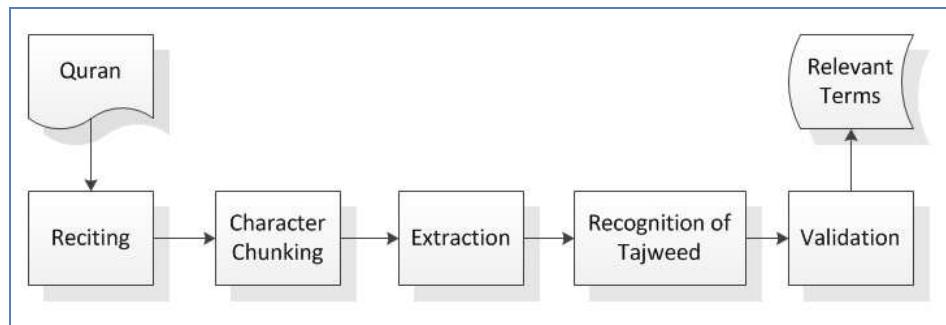 Quran
Relevant
Terms
Reciting
Character
Chunking
Extraction
Recognition of
Tajweed
Validation